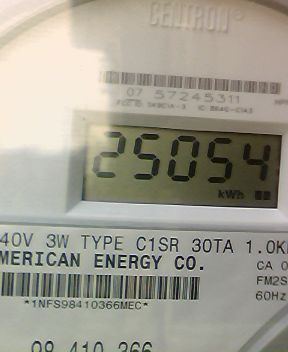 CENTRON®
07 57245311
25054
kWh
40V 3W TYPE C1SR 30TA 1.0K
MERICAN ENERGY CO.
CA 0
FM2S
60Hz
*1NFS98410366MEC*
98 410 366